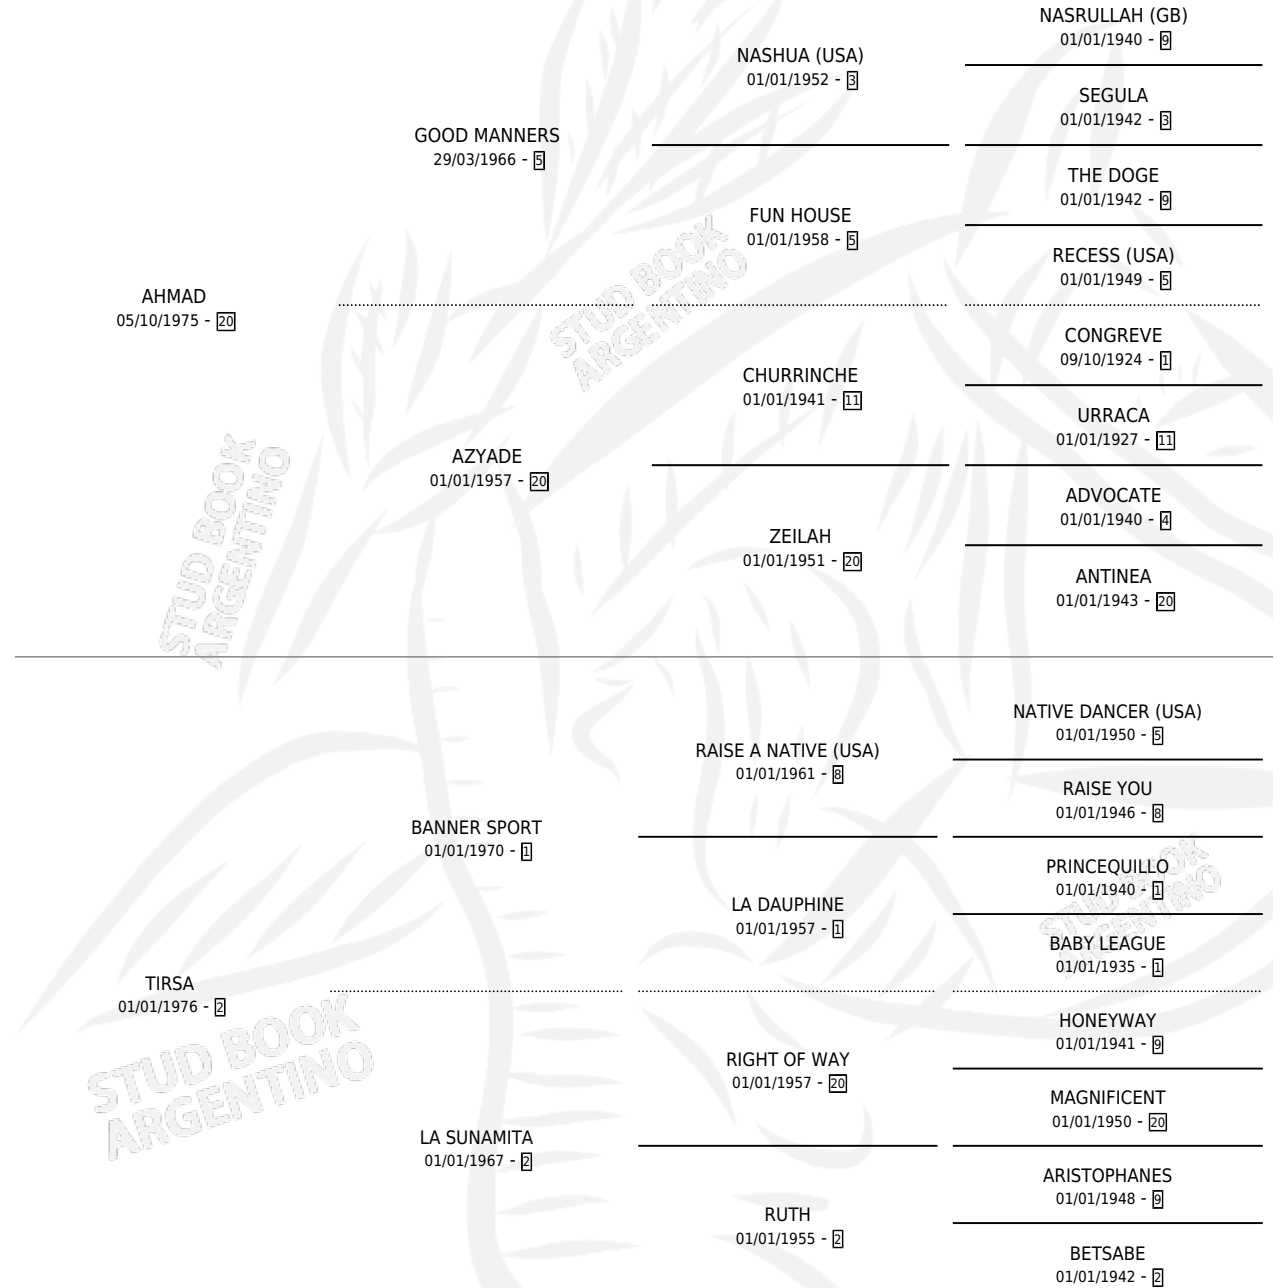 NASRULLAH (GB)
01/01/1940 - 9
NASHUA (USA)
01/01/1952 - 3
SEGULA
01/01/1942 - 3
GOOD MANNERS
29/03/1966 - 5
THE DOGE
01/01/1942 - 9
FUN HOUSE
01/01/1958 - 5
RECESS (USA)
01/01/1949 - 5
AHMAD
05/10/1975 - 20
CONGREVE
09/10/1924 - 1
CHURRINCHE
01/01/1941 - 11
URRACA
01/01/1927 - 11
AZYADE
01/01/1957 - 20
ADVOCATE
01/01/1940 - 4
ZEILAH
01/01/1951 - 20
ANTINEA
01/01/1943 - 20
NATIVE DANCER (USA)
01/01/1950 - 5
RAISE A NATIVE (USA)
01/01/1961 - 8
RAISE YOU
01/01/1946 - 8
BANNER SPORT
01/01/1970 - 1
PRINCEQUILLO
01/01/1940 - 1
LA DAUPHINE
01/01/1957 - 1
BABY LEAGUE
01/01/1935 - 1
TIRSA
01/01/1976 - 2
HONEYWAY
01/01/1941 - 9
RIGHT OF WAY
01/01/1957 - 20
MAGNIFICENT
01/01/1950 - 20
LA SUNAMITA
01/01/1967 - 2
ARISTOPHANES
01/01/1948 - 9
RUTH
01/01/1955 - 2
BETSABE
01/01/1942 - 2
STUD BOOK
ARGENTINO
STUD BOOK
ARGENTINO
STUD BOOK
ARGENTINO
STUD BOOK
ARGENTINO